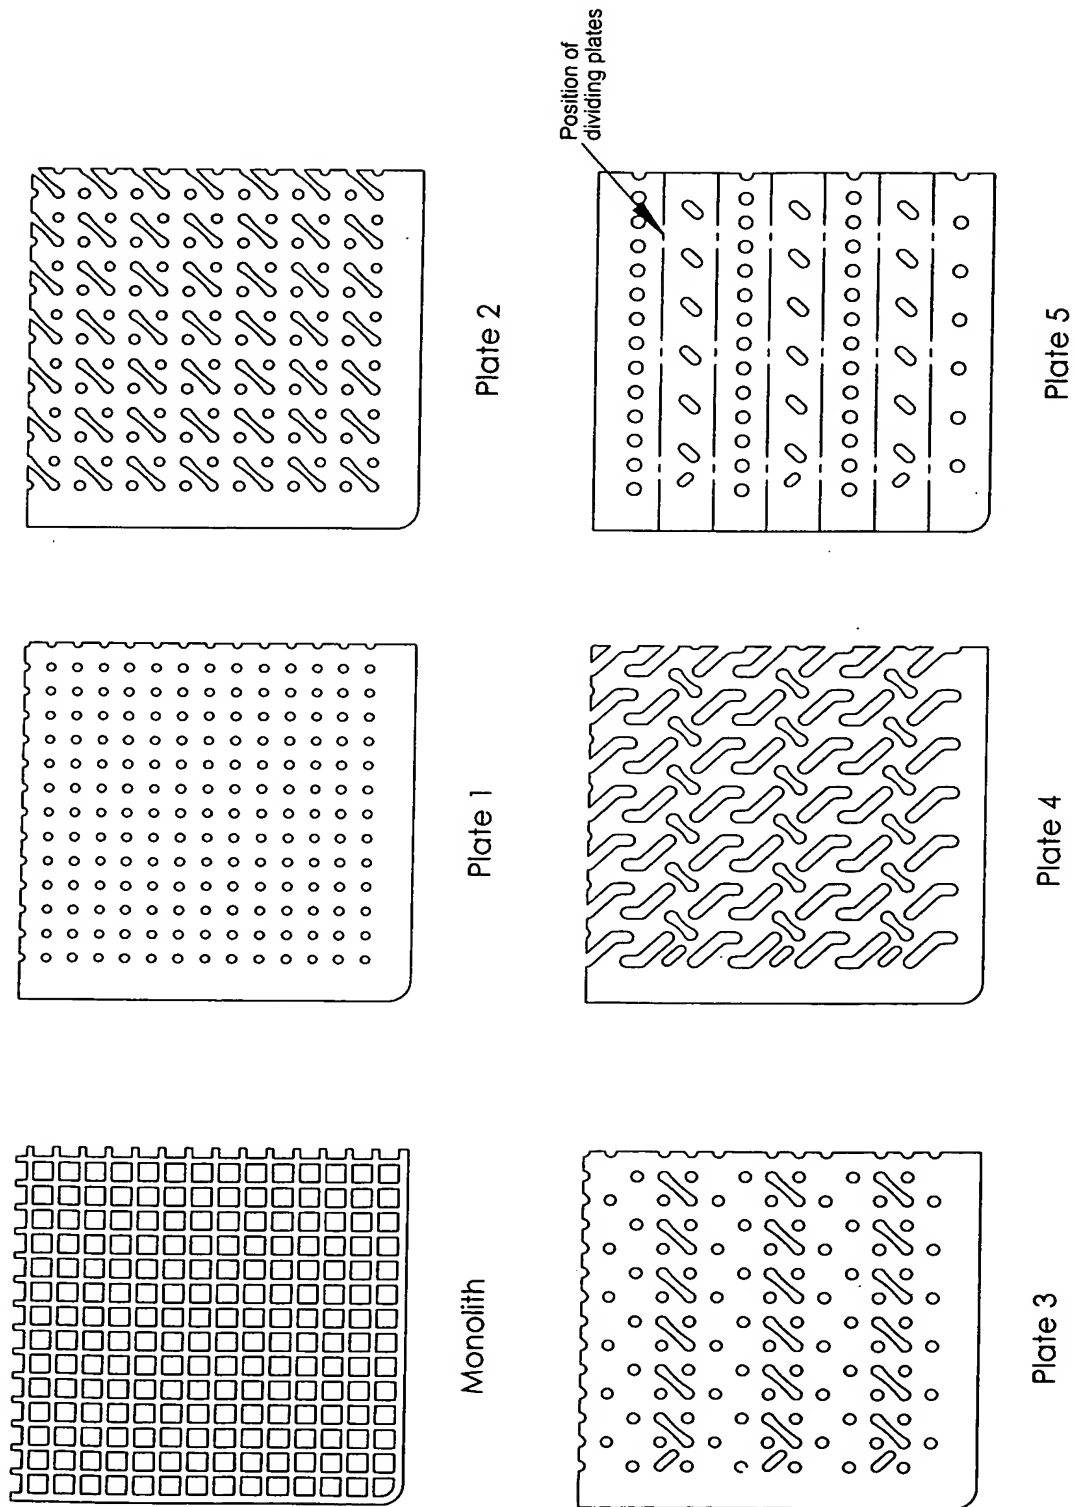 Monolith
Plate 1
Plate 2
Plate 3
Plate 4
Plate 5
Position of
dividing plates